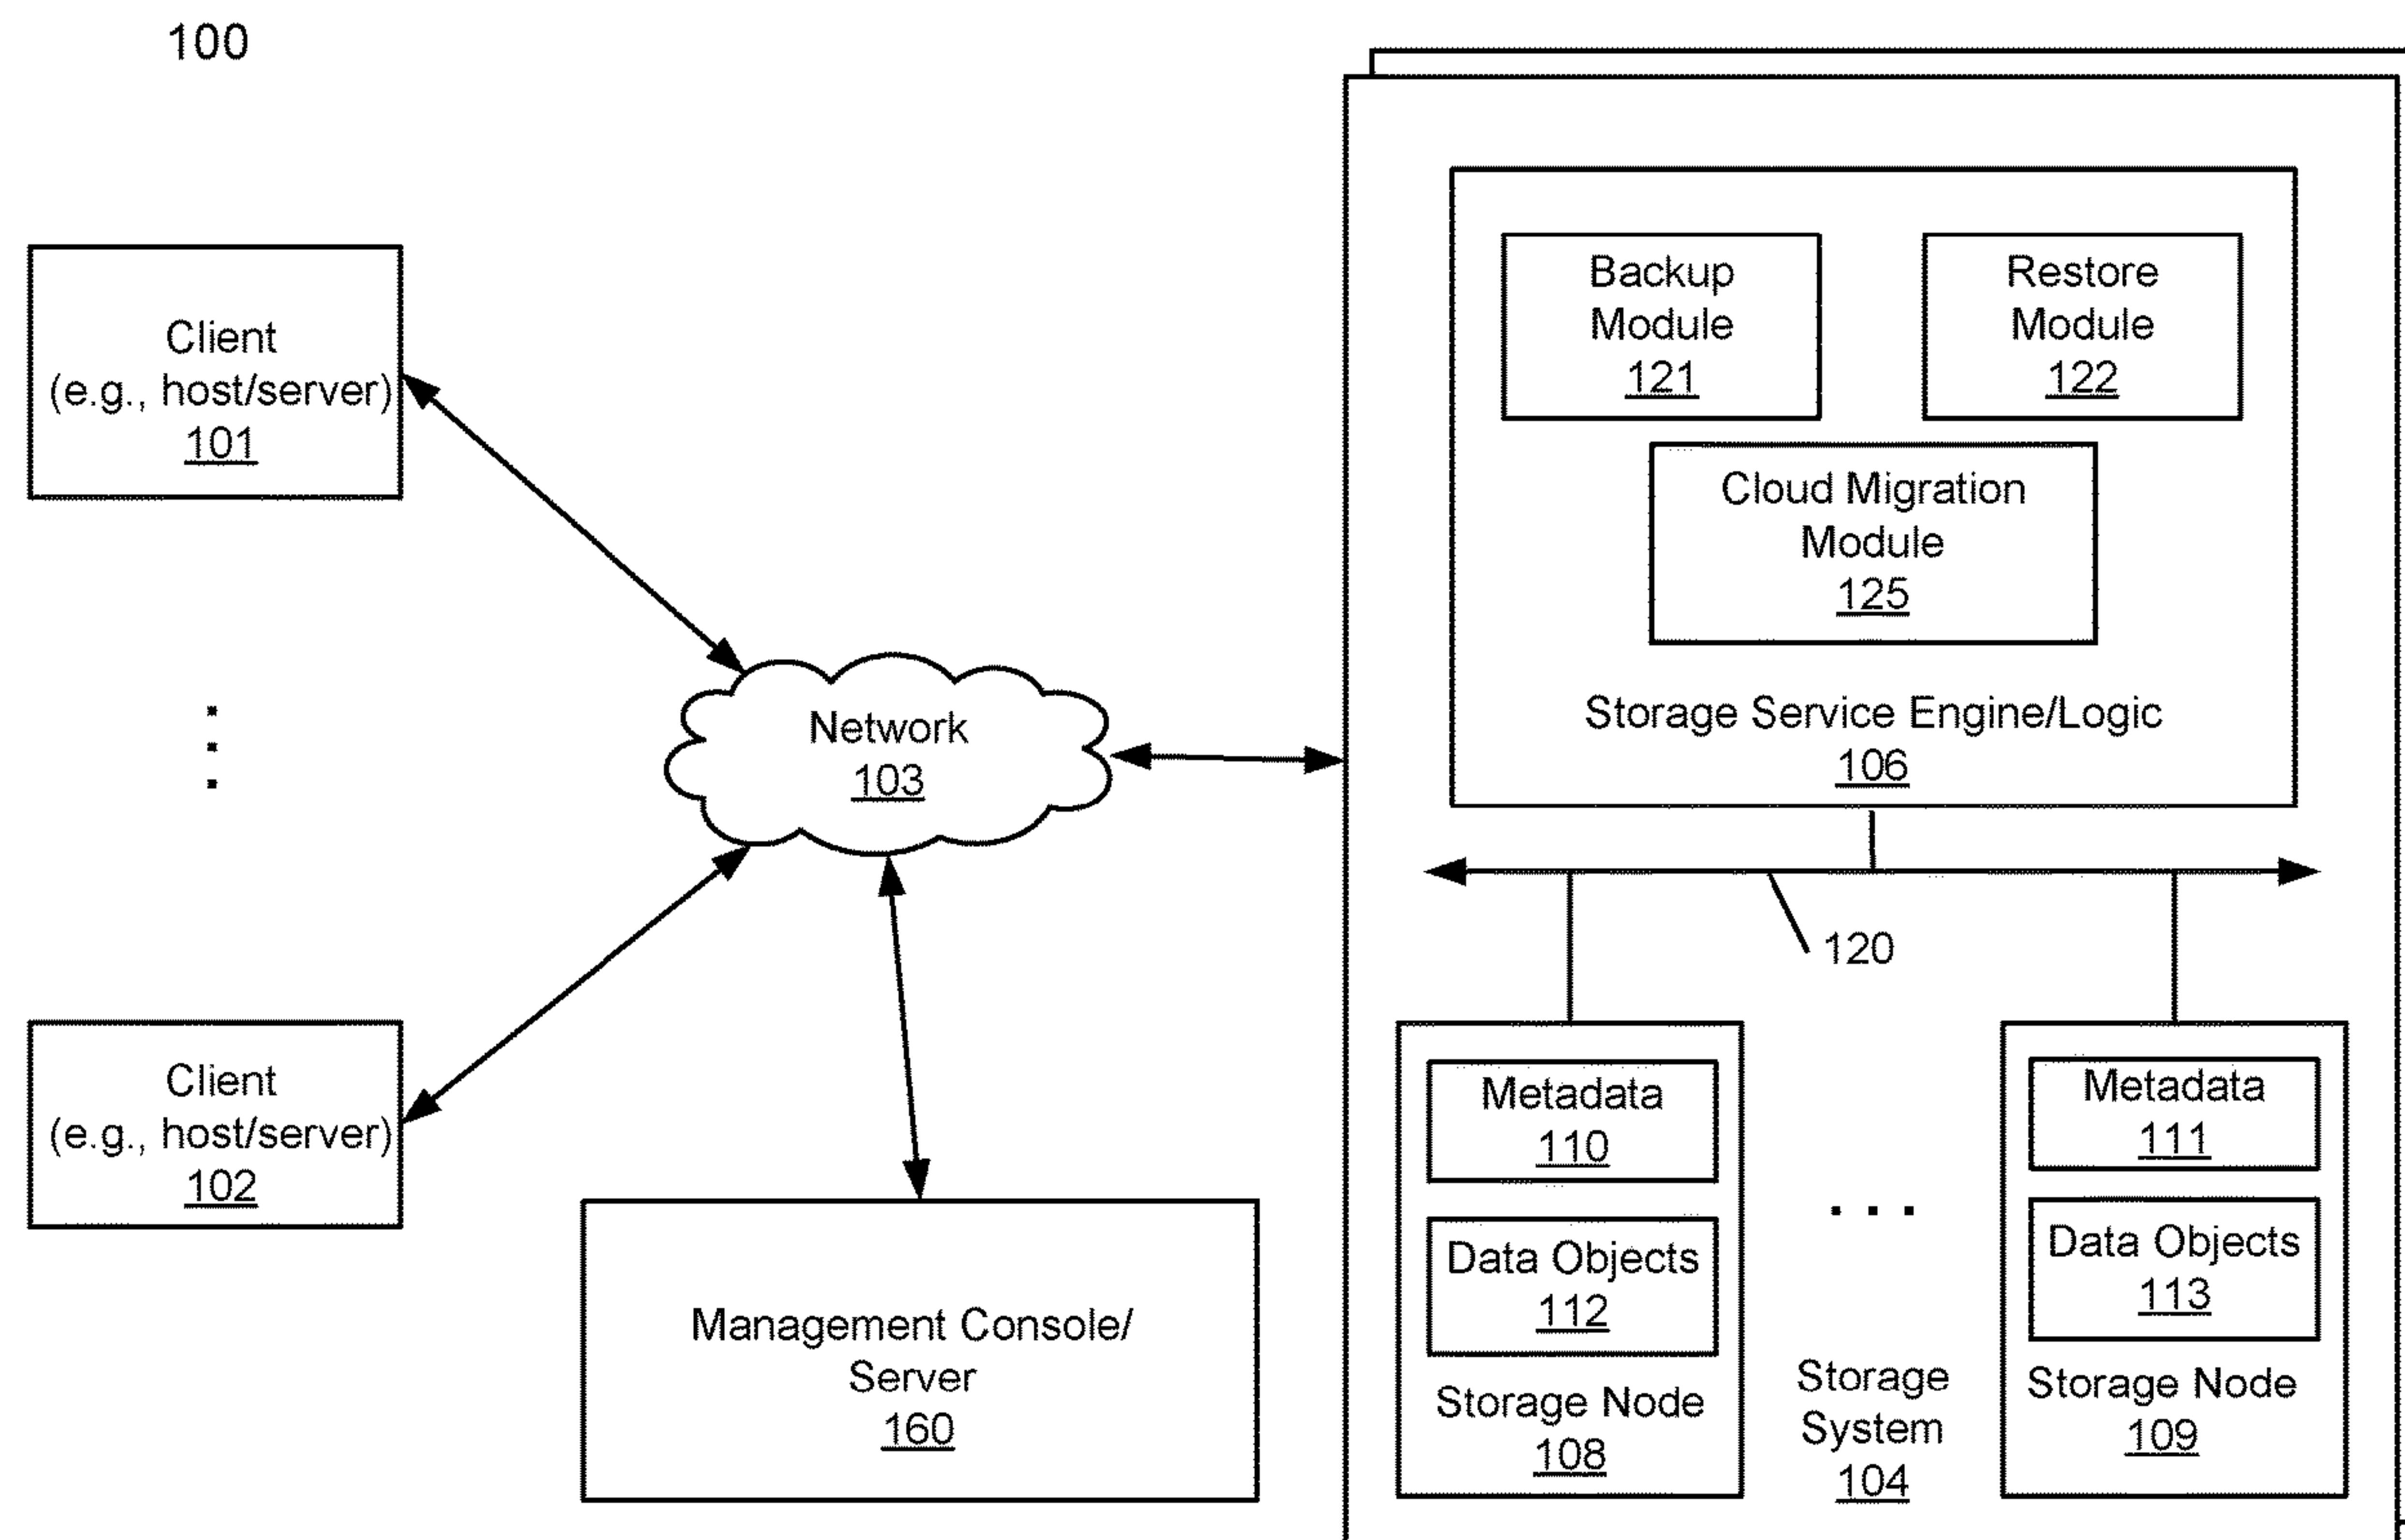 100
Client
(e.g., host/server)
101
Client
(e.g., host/server)
102
Network
103
Management Console/
Server
160
Backup
Module
121
Restore
Module
122
Cloud Migration
Module
125
Storage Service Engine/Logic
106
120
Metadata
110
Data Objects
112
Storage Node
108
Storage
System
104
Metadata
111
Data Objects
113
Storage Node
109